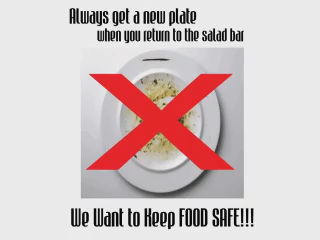 Always get a new plate
when you return to the salad bar
We Want to Keep FOOD SAFE!!!